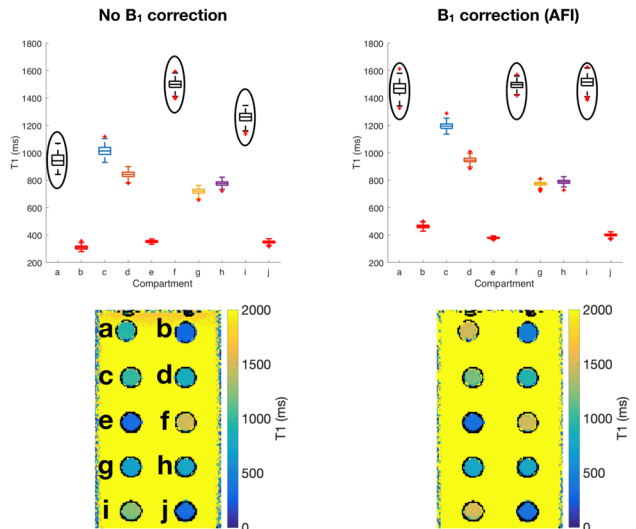 No B₁ correction
B₁ correction (AFI)
1800
1600
1400
1200
1000
800
600
400
200
T1 (ms)
a b c d e f g h i j
Compartment
1800
1600
1400
1200
1000
800
600
400
200
T1 (ms)
a b c d e f g h i j
Compartment
a b
c d
e f
g h
i j
2000
1500
1000
500
0
T1 (ms)
2000
1500
1000
500
0
T1 (ms)